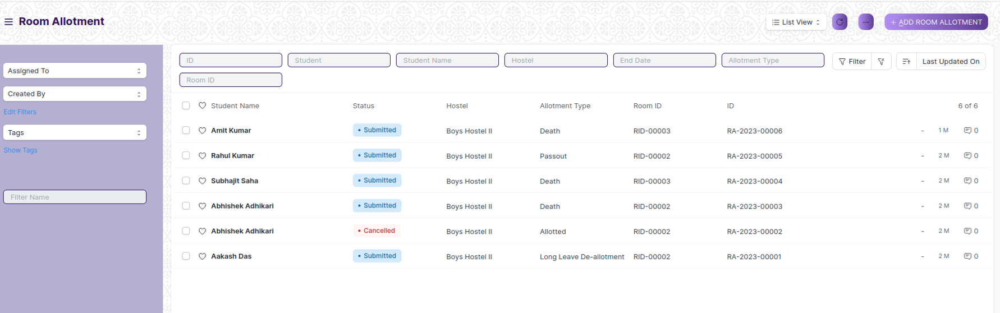 Room Allotment
List View
...
+ ADD ROOM ALLOTMENT
Assigned To
Created By
Edit Filters
Tags
Show Tags
Filter Name
ID Student Student Name Hostel End Date Allotment Type
Filter Last Updated On
Room ID
Student Name Status Hostel Allotment Type Room ID ID 6 of 6
Amit Kumar • Submitted Boys Hostel II Death RID-00003 RA-2023-00006 - 1 M 0
Rahul Kumar • Submitted Boys Hostel II Passout RID-00002 RA-2023-00005 - 2 M 0
Subhajit Saha • Submitted Boys Hostel II Death RID-00003 RA-2023-00004 - 2 M 0
Abhishek Adhikari • Submitted Boys Hostel II Death RID-00002 RA-2023-00003 - 2 M 0
Abhishek Adhikari • Cancelled Boys Hostel II Allotted RID-00002 RA-2023-00002 - 2 M 0
Aakash Das • Submitted Boys Hostel II Long Leave De-allotment RID-00002 RA-2023-00001 - 2 M 0